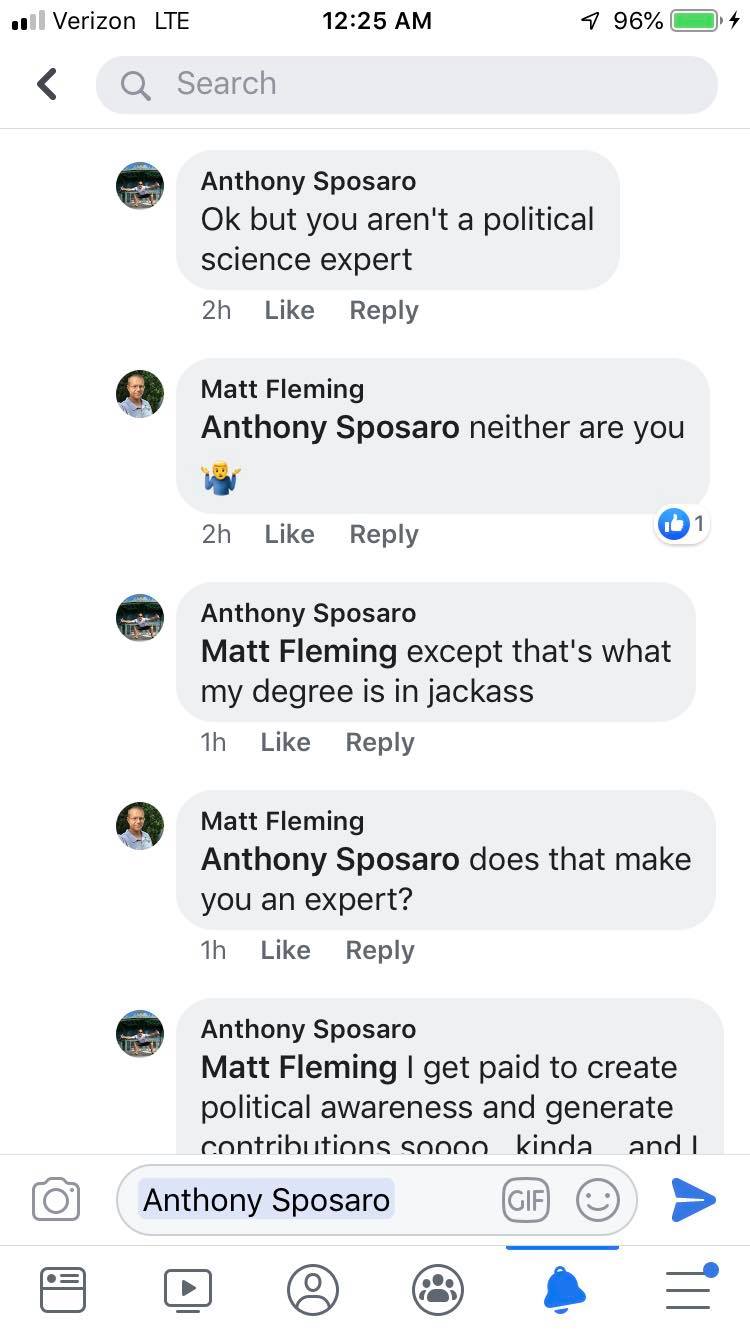 Verizon LTE 12:25 AM 96%
Search
Anthony Sposaro
Ok but you aren't a political
science expert
2h Like Reply
Matt Fleming
Anthony Sposaro neither are you
🤷‍♂️
1
2h Like Reply
Anthony Sposaro
Matt Fleming except that's what
my degree is in jackass
1h Like Reply
Matt Fleming
Anthony Sposaro does that make
you an expert?
1h Like Reply
Anthony Sposaro
Matt Fleming I get paid to create
political awareness and generate
contributions soooo kinda and I
Anthony Sposaro GIF